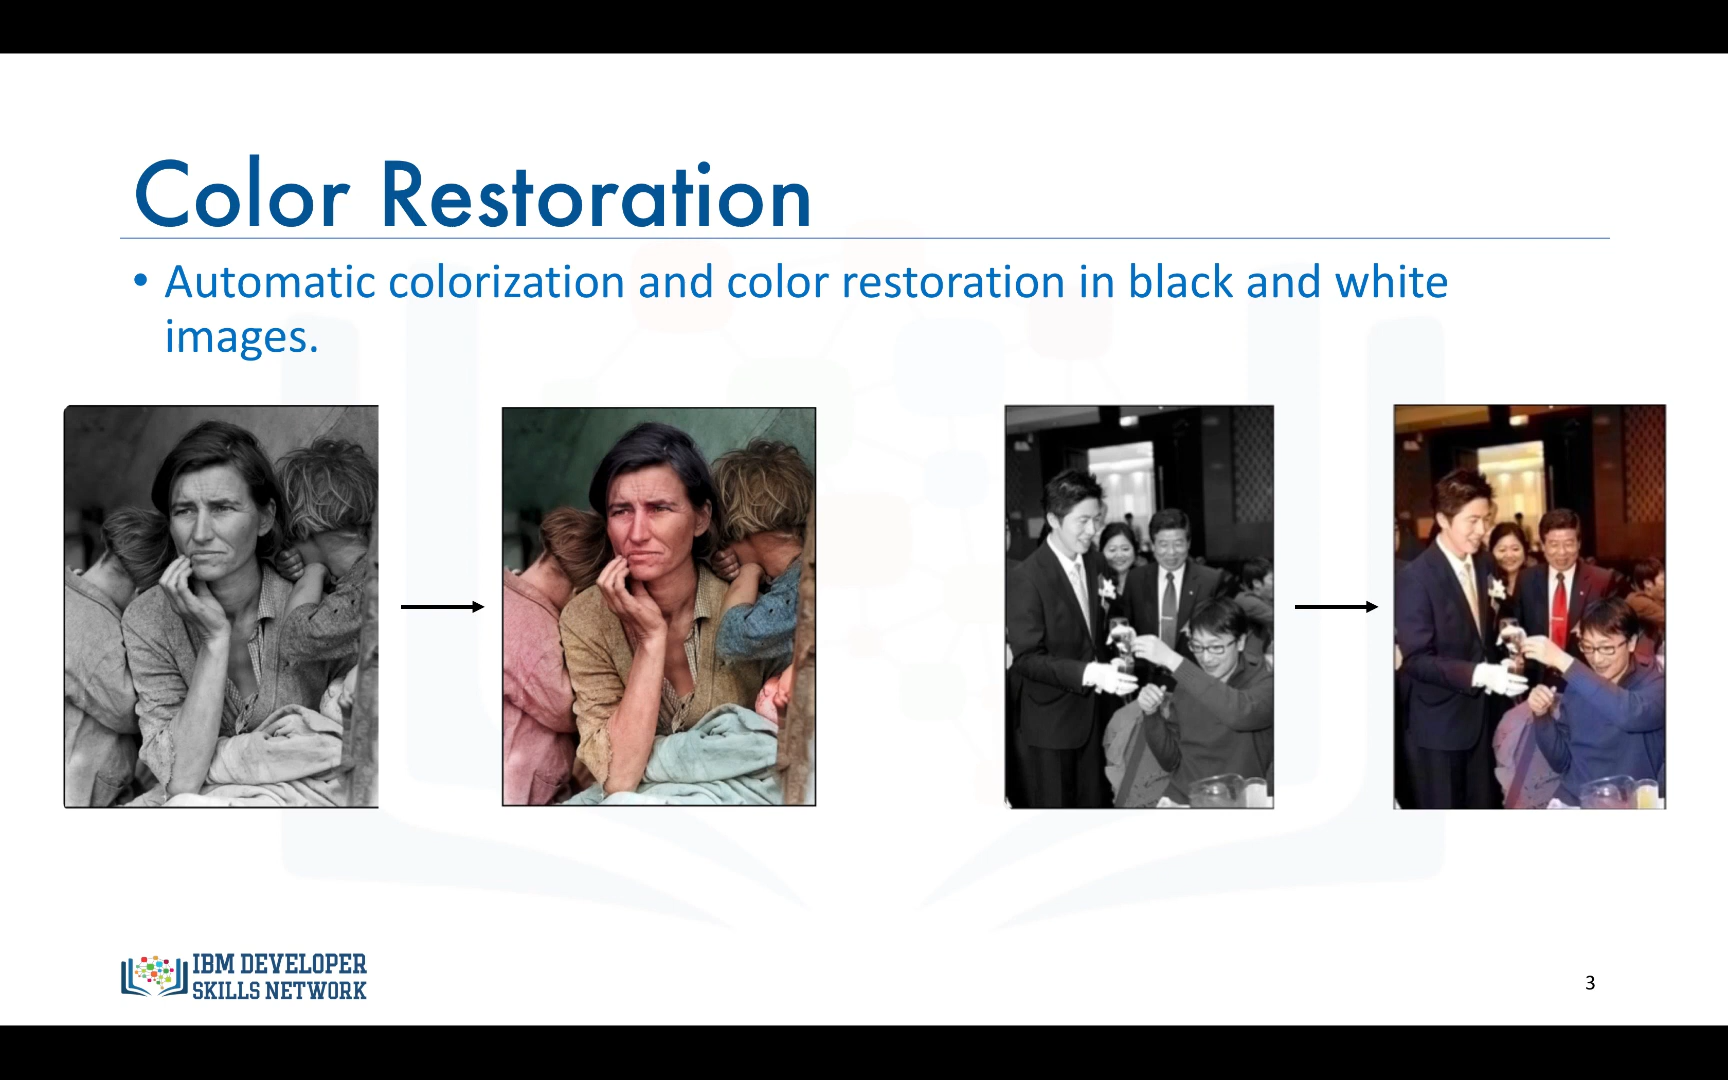 Color Restoration
• Automatic colorization and color restoration in black and white
images.
IBM DEVELOPER
SKILLS NETWORK
3